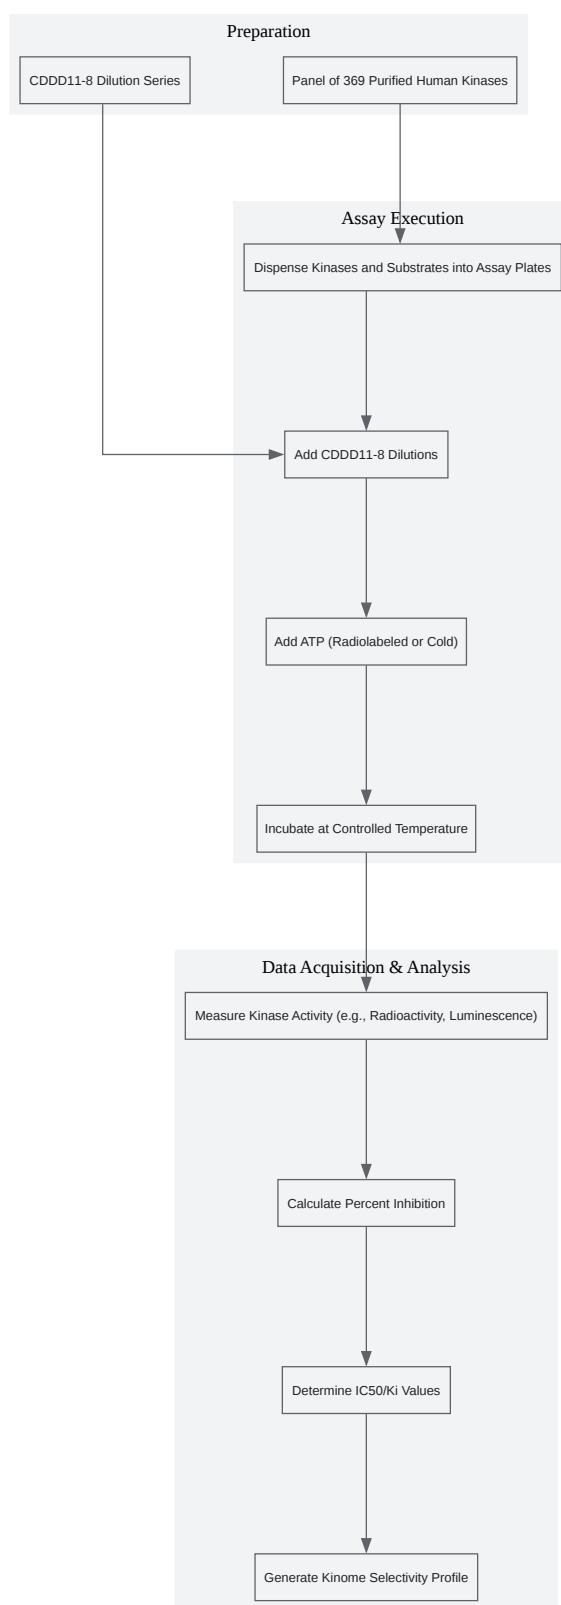 Preparation
CDDD11-8 Dilution Series
Panel of 369 Purified Human Kinases
Assay Execution
Dispense Kinases and Substrates into Assay Plates
Add CDDD11-8 Dilutions
Add ATP (Radiolabeled or Cold)
Incubate at Controlled Temperature
Data Acquisition & Analysis
Measure Kinase Activity (e.g., Radioactivity, Luminescence)
Calculate Percent Inhibition
Determine IC50/Ki Values
Generate Kinome Selectivity Profile